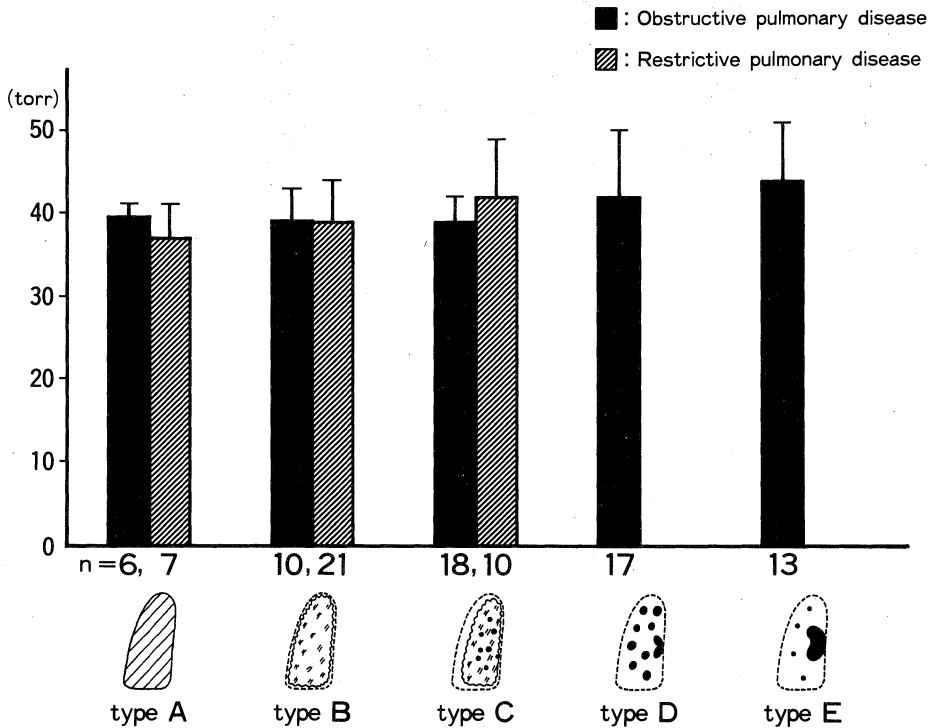 : Obstructive pulmonary disease
: Restrictive pulmonary disease
(torr)
50
40
30
20
10
0
n=6, 7
10,21
18,10
17
13
type A
type B
type C
type D
type E